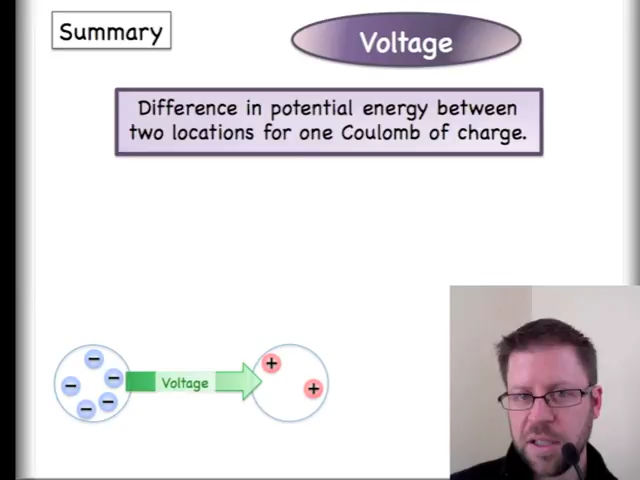 Summary
Voltage
Difference in potential energy between
two locations for one Coulomb of charge.
Voltage